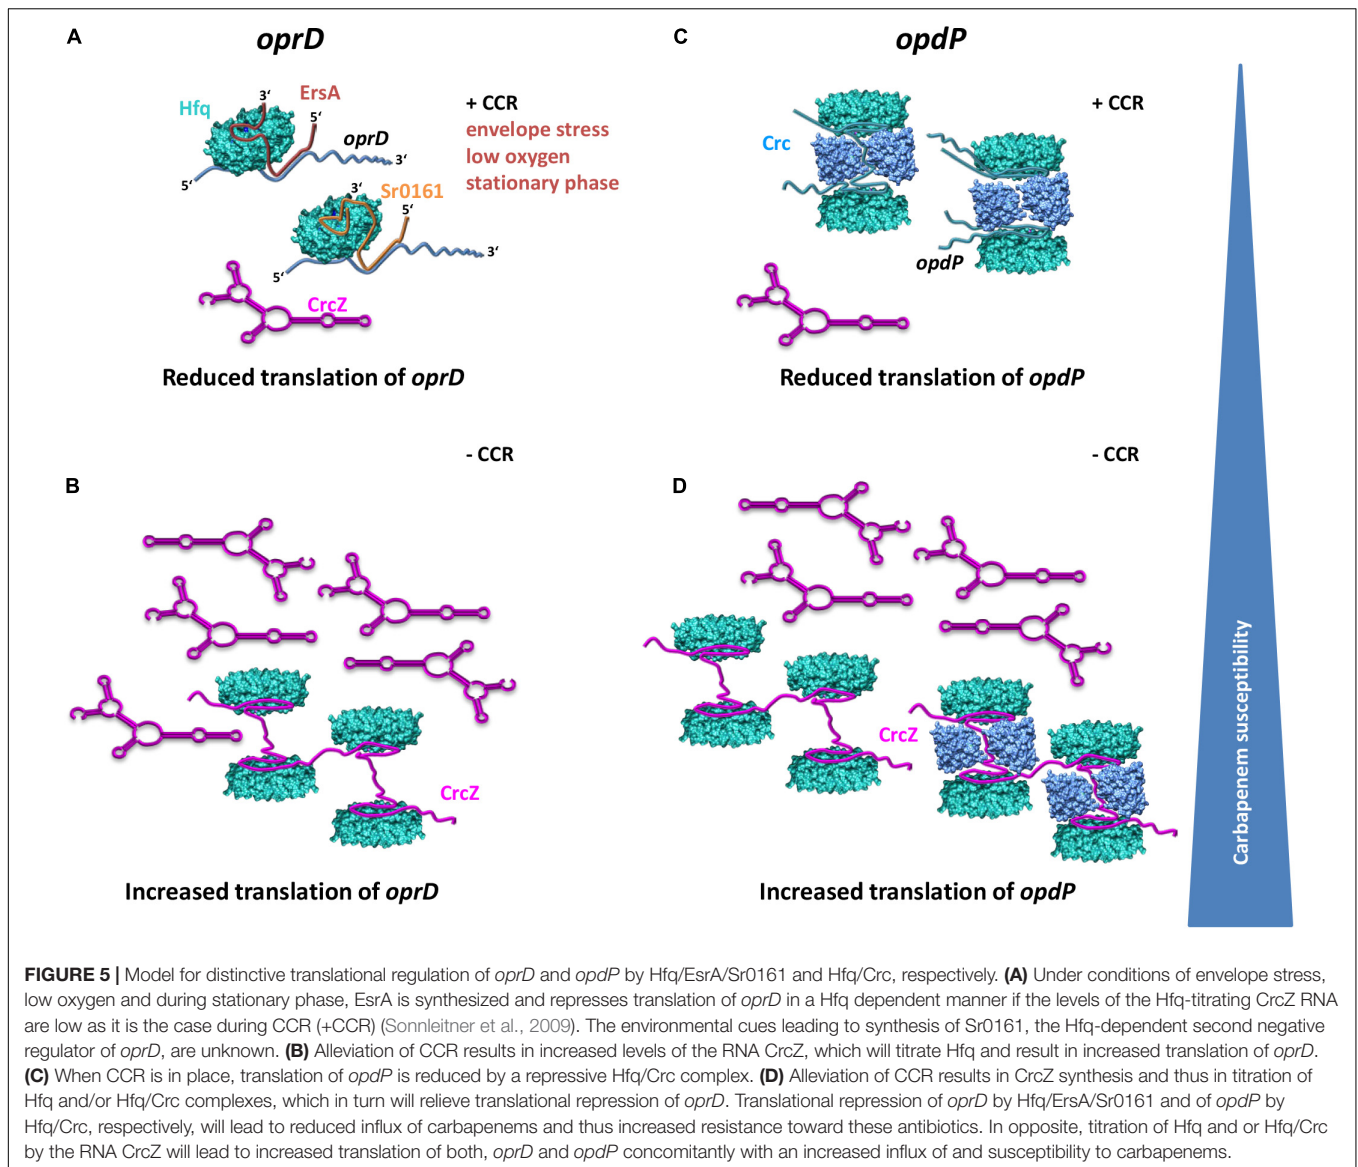 A
oprD
Hfq
3‘
ErsA
5‘
oprD
3‘
5‘
+ CCR
envelope stress
low oxygen
stationary phase
3‘
Sr0161
5‘
3‘
5‘
CrcZ
Reduced translation of oprD
C
opdP
+ CCR
Crc
opdP
Reduced translation of opdP
- CCR
B
CrcZ
Increased translation of oprD
- CCR
D
CrcZ
Increased translation of opdP
Carbapenem susceptibility
FIGURE 5 | Model for distinctive translational regulation of oprD and opdP by Hfq/EsrA/Sr0161 and Hfq/Crc, respectively. (A) Under conditions of envelope stress,
low oxygen and during stationary phase, EsrA is synthesized and represses translation of oprD in a Hfq dependent manner if the levels of the Hfq-titrating CrcZ RNA
are low as it is the case during CCR (+CCR) (Sonnleitner et al., 2009). The environmental cues leading to synthesis of Sr0161, the Hfq-dependent second negative
regulator of oprD, are unknown. (B) Alleviation of CCR results in increased levels of the RNA CrcZ, which will titrate Hfq and result in increased translation of oprD.
(C) When CCR is in place, translation of opdP is reduced by a repressive Hfq/Crc complex. (D) Alleviation of CCR results in CrcZ synthesis and thus in titration of
Hfq and/or Hfq/Crc complexes, which in turn will relieve translational repression of oprD. Translational repression of oprD by Hfq/ErsA/Sr0161 and of opdP by
Hfq/Crc, respectively, will lead to reduced influx of carbapenems and thus increased resistance toward these antibiotics. In opposite, titration of Hfq and or Hfq/Crc
by the RNA CrcZ will lead to increased translation of both, oprD and opdP concomitantly with an increased influx of and susceptibility to carbapenems.